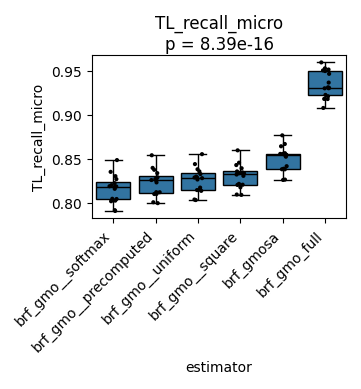 TL_recall_micro
p = 8.39e-16
TL_recall_micro
0.95
0.90
0.85
0.80
brf_gmo__softmax
brf_gmo__precomputed
brf_gmo__uniform
brf_gmo__square
brf_gmosa
brf_gmo_full
estimator